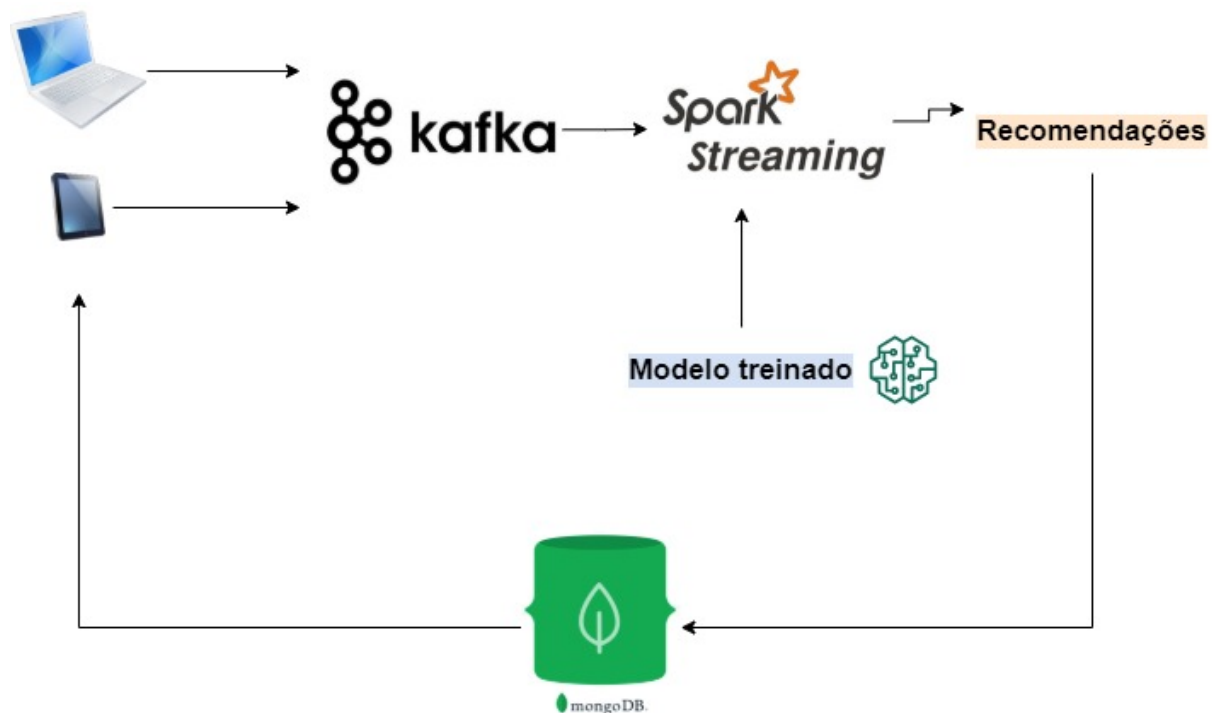 kafka
Spark
Streaming
Recomendações
Modelo treinado
mongoDB.